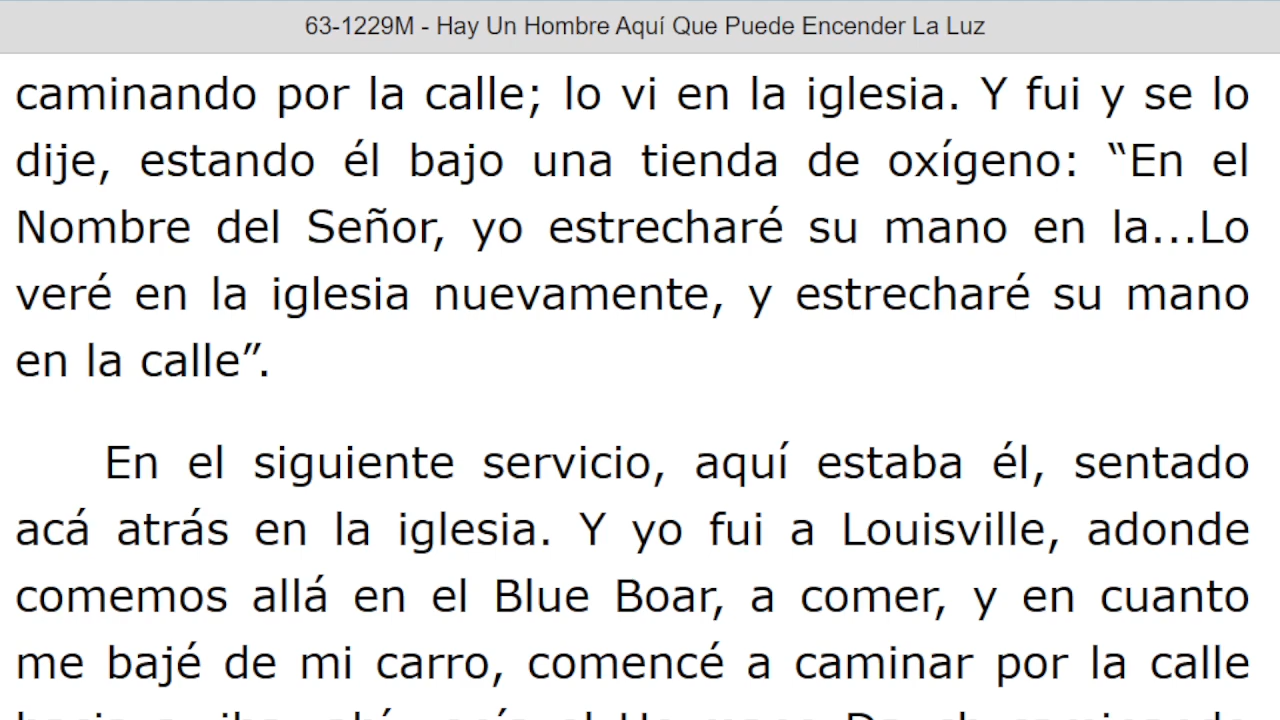 63-1229M - Hay Un Hombre Aquí Que Puede Encender La Luz
caminando por la calle; lo vi en la iglesia. Y fui y se lo
dije, estando él bajo una tienda de oxígeno: “En el
Nombre del Señor, yo estrecharé su mano en la...Lo
veré en la iglesia nuevamente, y estrecharé su mano
en la calle”.
En el siguiente servicio, aquí estaba él, sentado
acá atrás en la iglesia. Y yo fui a Louisville, adonde
comemos allá en el Blue Boar, a comer, y en cuanto
me bajé de mi carro, comencé a caminar por la calle